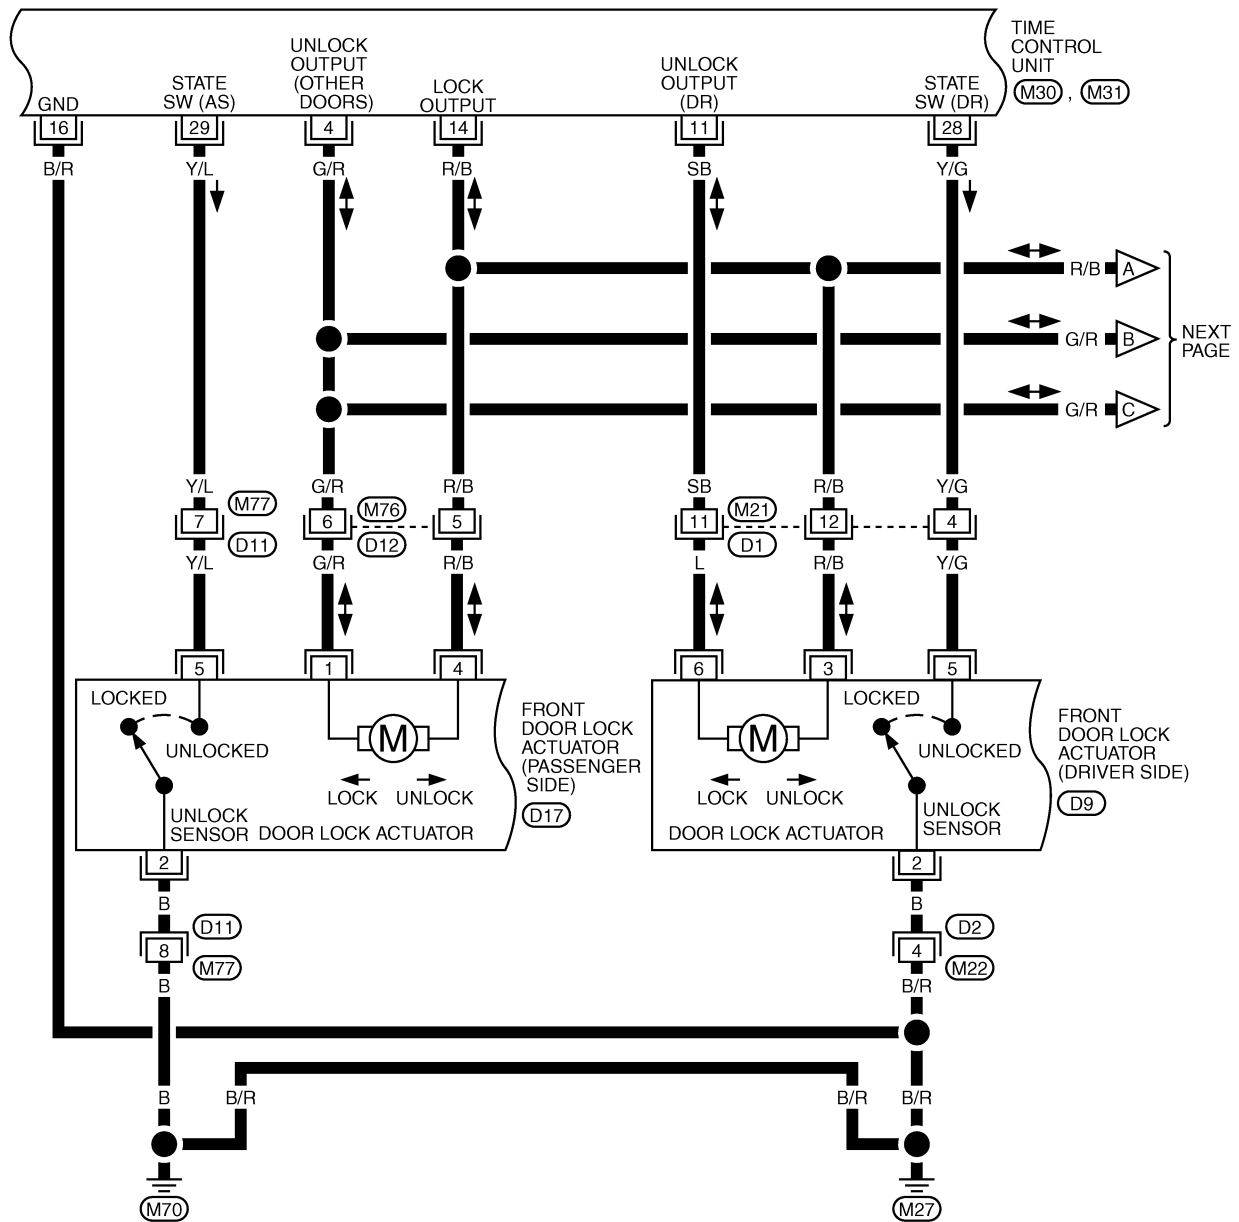 TIME
CONTROL
UNIT
M30 , M31
GND
STATE
SW (AS)
UNLOCK
OUTPUT
(OTHER
DOORS)
LOCK
OUTPUT
UNLOCK
OUTPUT
(DR)
STATE
SW (DR)
16 29 4 14 11 28
B/R Y/L G/R R/B SB Y/G
R/B A
G/R B
G/R C
NEXT
PAGE
Y/L G/R R/B SB R/B Y/G
M77 M76 M21
7 6 5 11 12 4
D11 D12 D1
Y/L G/R R/B L R/B Y/G
5 1 4 6 3 5
LOCKED
UNLOCKED
M
LOCK UNLOCK
UNLOCK
SENSOR
DOOR LOCK ACTUATOR
FRONT
DOOR LOCK
ACTUATOR
(PASSENGER
SIDE)
D17
M
LOCK UNLOCK
DOOR LOCK ACTUATOR
LOCKED
UNLOCKED
UNLOCK
SENSOR
FRONT
DOOR LOCK
ACTUATOR
(DRIVER SIDE)
D9
2 2
B B
D11 D2
8 4
M77 M22
B B/R
B B/R B/R B/R
M70 M27